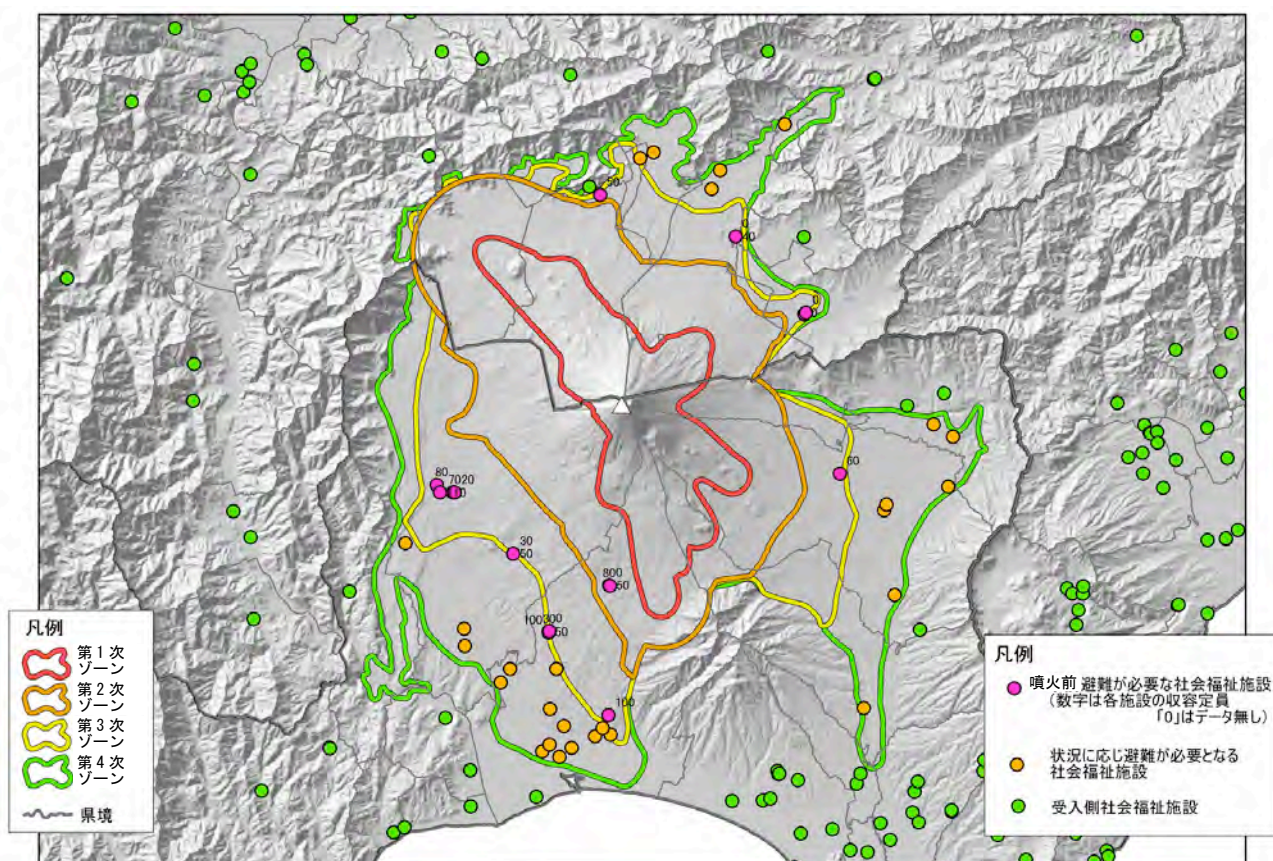 50
0
40
0
60
80
7020
30
50
800
50
100
凡例
第1次
ゾーン
第2次
ゾーン
第3次
ゾーン
第4次
ゾーン
県境
凡例
噴火前 避難が必要な社会福祉施設
(数字は各施設の収容定員
「0」はデータ無し)
状況に応じ避難が必要となる
社会福祉施設
受入側社会福祉施設